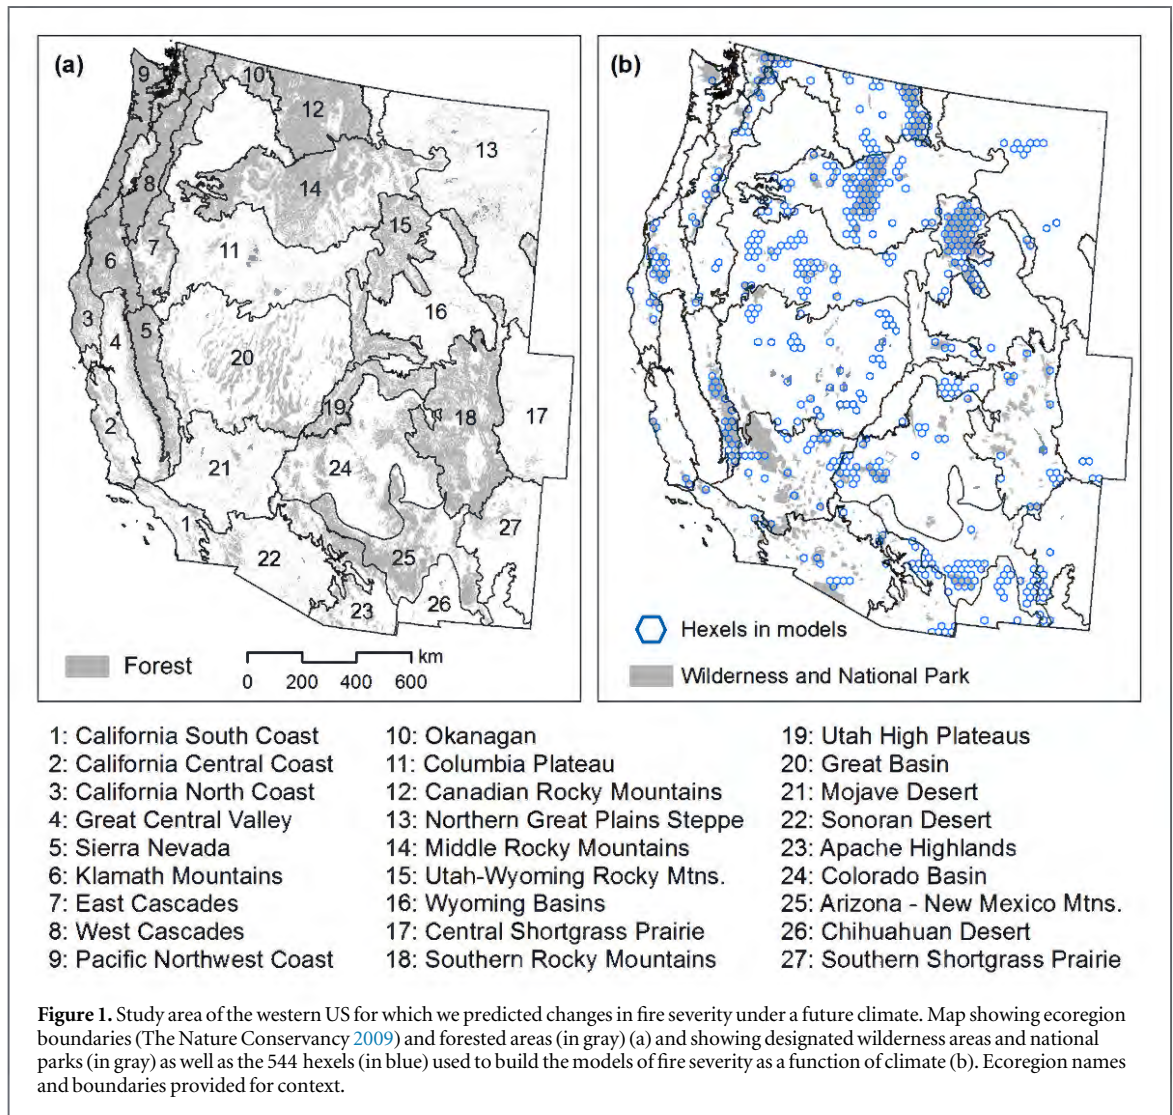 (a)
9
10
12
13
8
14
15
7
11
6
16
3
5
4
20
19
18
17
2
21
24
1
27
22
25
26
23
Forest
km
0 200 400 600
(b)
Hexels in models
Wilderness and National Park
1: California South Coast
2: California Central Coast
3: California North Coast
4: Great Central Valley
5: Sierra Nevada
6: Klamath Mountains
7: East Cascades
8: West Cascades
9: Pacific Northwest Coast
10: Okanagan
11: Columbia Plateau
12: Canadian Rocky Mountains
13: Northern Great Plains Steppe
14: Middle Rocky Mountains
15: Utah-Wyoming Rocky Mtns.
16: Wyoming Basins
17: Central Shortgrass Prairie
18: Southern Rocky Mountains
19: Utah High Plateaus
20: Great Basin
21: Mojave Desert
22: Sonoran Desert
23: Apache Highlands
24: Colorado Basin
25: Arizona - New Mexico Mtns.
26: Chihuahuan Desert
27: Southern Shortgrass Prairie
Figure 1. Study area of the western US for which we predicted changes in fire severity under a future climate. Map showing ecoregion
boundaries (The Nature Conservancy 2009) and forested areas (in gray) (a) and showing designated wilderness areas and national
parks (in gray) as well as the 544 hexels (in blue) used to build the models of fire severity as a function of climate (b). Ecoregion names
and boundaries provided for context.